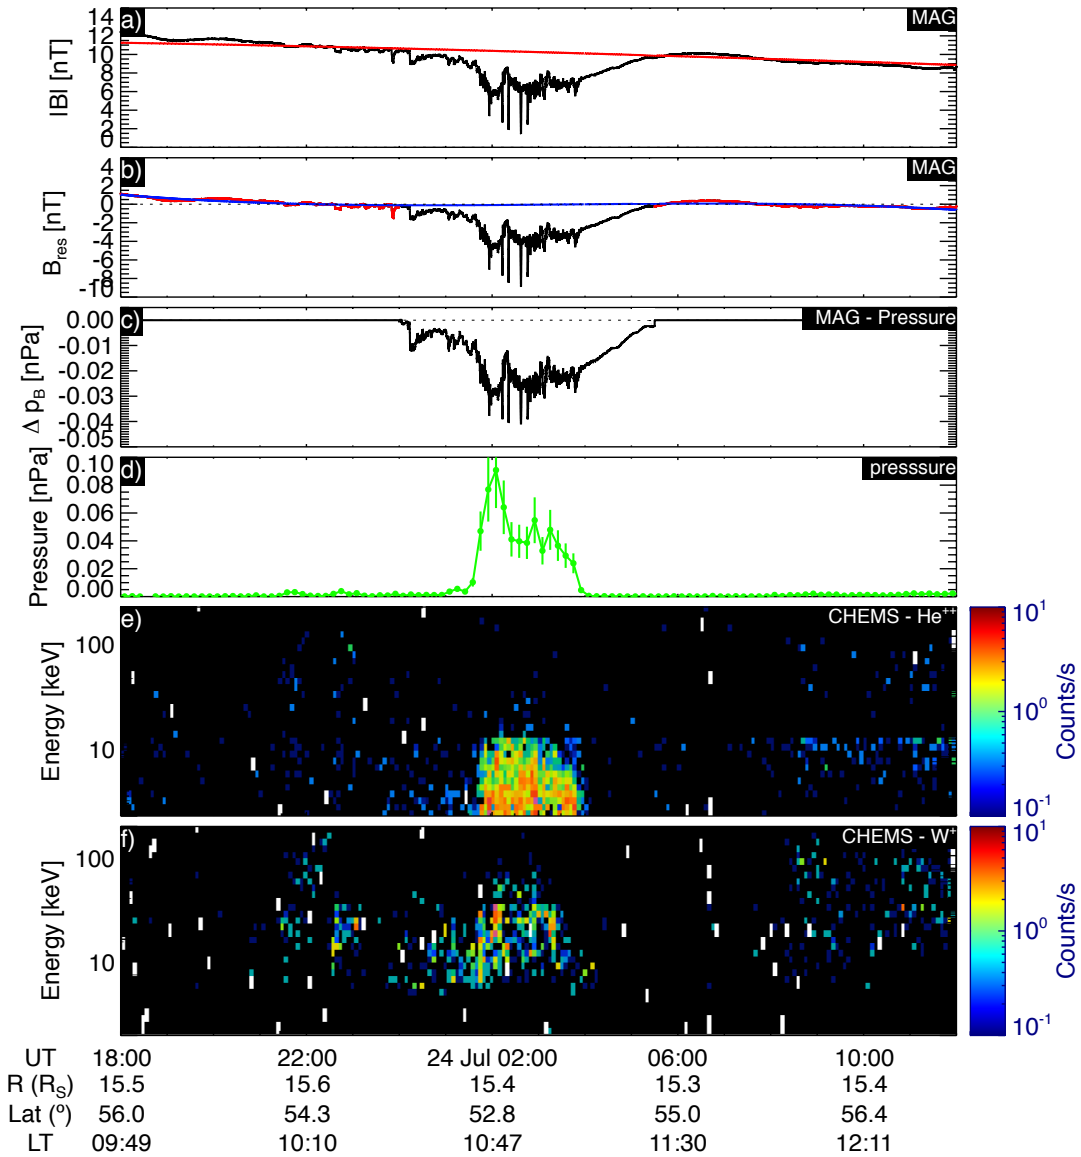 a)
MAG
|B| [nT]
14
12
10
8
6
4
2
0
b)
MAG
B_res [nT]
4
2
0
-2
-4
-6
-8
-10
c)
MAG - Pressure
Δ p_B [nPa]
0.00
-0.01
-0.02
-0.03
-0.04
-0.05
d)
presssure
Pressure [nPa]
0.10
0.08
0.06
0.04
0.02
0.00
e)
CHEMS - He⁺⁺
Energy [keV]
100
10
10¹
10⁰
10⁻¹
Counts/s
f)
CHEMS - W⁺
Energy [keV]
100
10
10¹
10⁰
10⁻¹
Counts/s
UT 18:00 22:00 24 Jul 02:00 06:00 10:00
R (R_S) 15.5 15.6 15.4 15.3 15.4
Lat (º) 56.0 54.3 52.8 55.0 56.4
LT 09:49 10:10 10:47 11:30 12:11